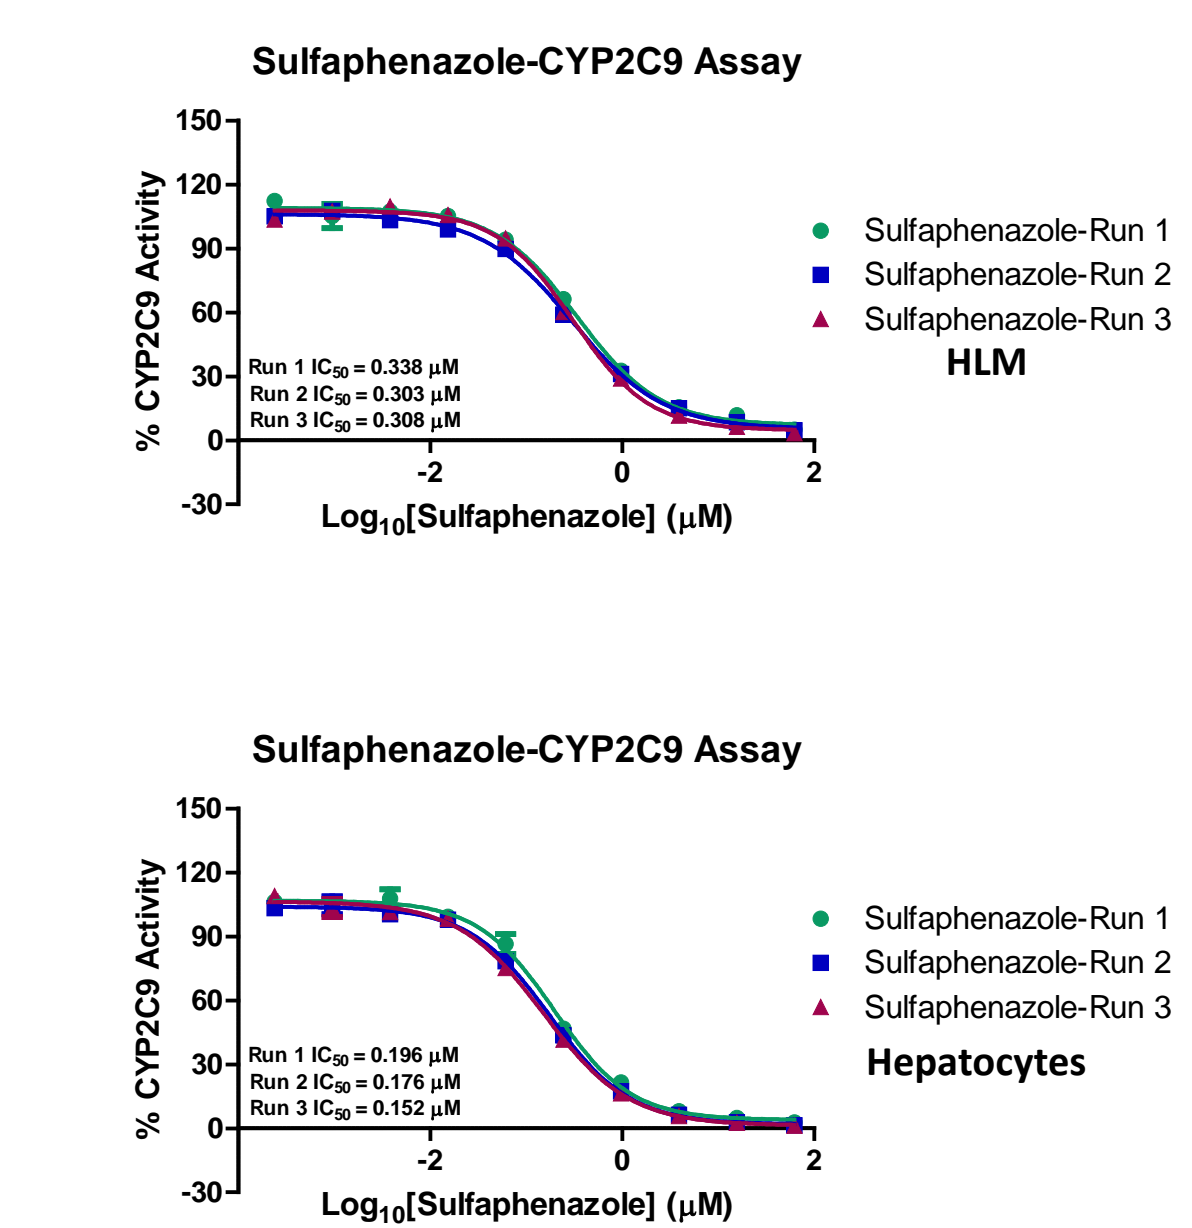 Sulfaphenazole-CYP2C9 Assay
150
120
90
60
30
0
-30
% CYP2C9 Activity
Run 1 IC50 = 0.338 μM
Run 2 IC50 = 0.303 μM
Run 3 IC50 = 0.308 μM
-2
0
2
Log10[Sulfaphenazole] (μM)
Sulfaphenazole-Run 1
Sulfaphenazole-Run 2
Sulfaphenazole-Run 3
HLM
Sulfaphenazole-CYP2C9 Assay
150
120
90
60
30
0
-30
% CYP2C9 Activity
Run 1 IC50 = 0.196 μM
Run 2 IC50 = 0.176 μM
Run 3 IC50 = 0.152 μM
-2
0
2
Log10[Sulfaphenazole] (μM)
Sulfaphenazole-Run 1
Sulfaphenazole-Run 2
Sulfaphenazole-Run 3
Hepatocytes